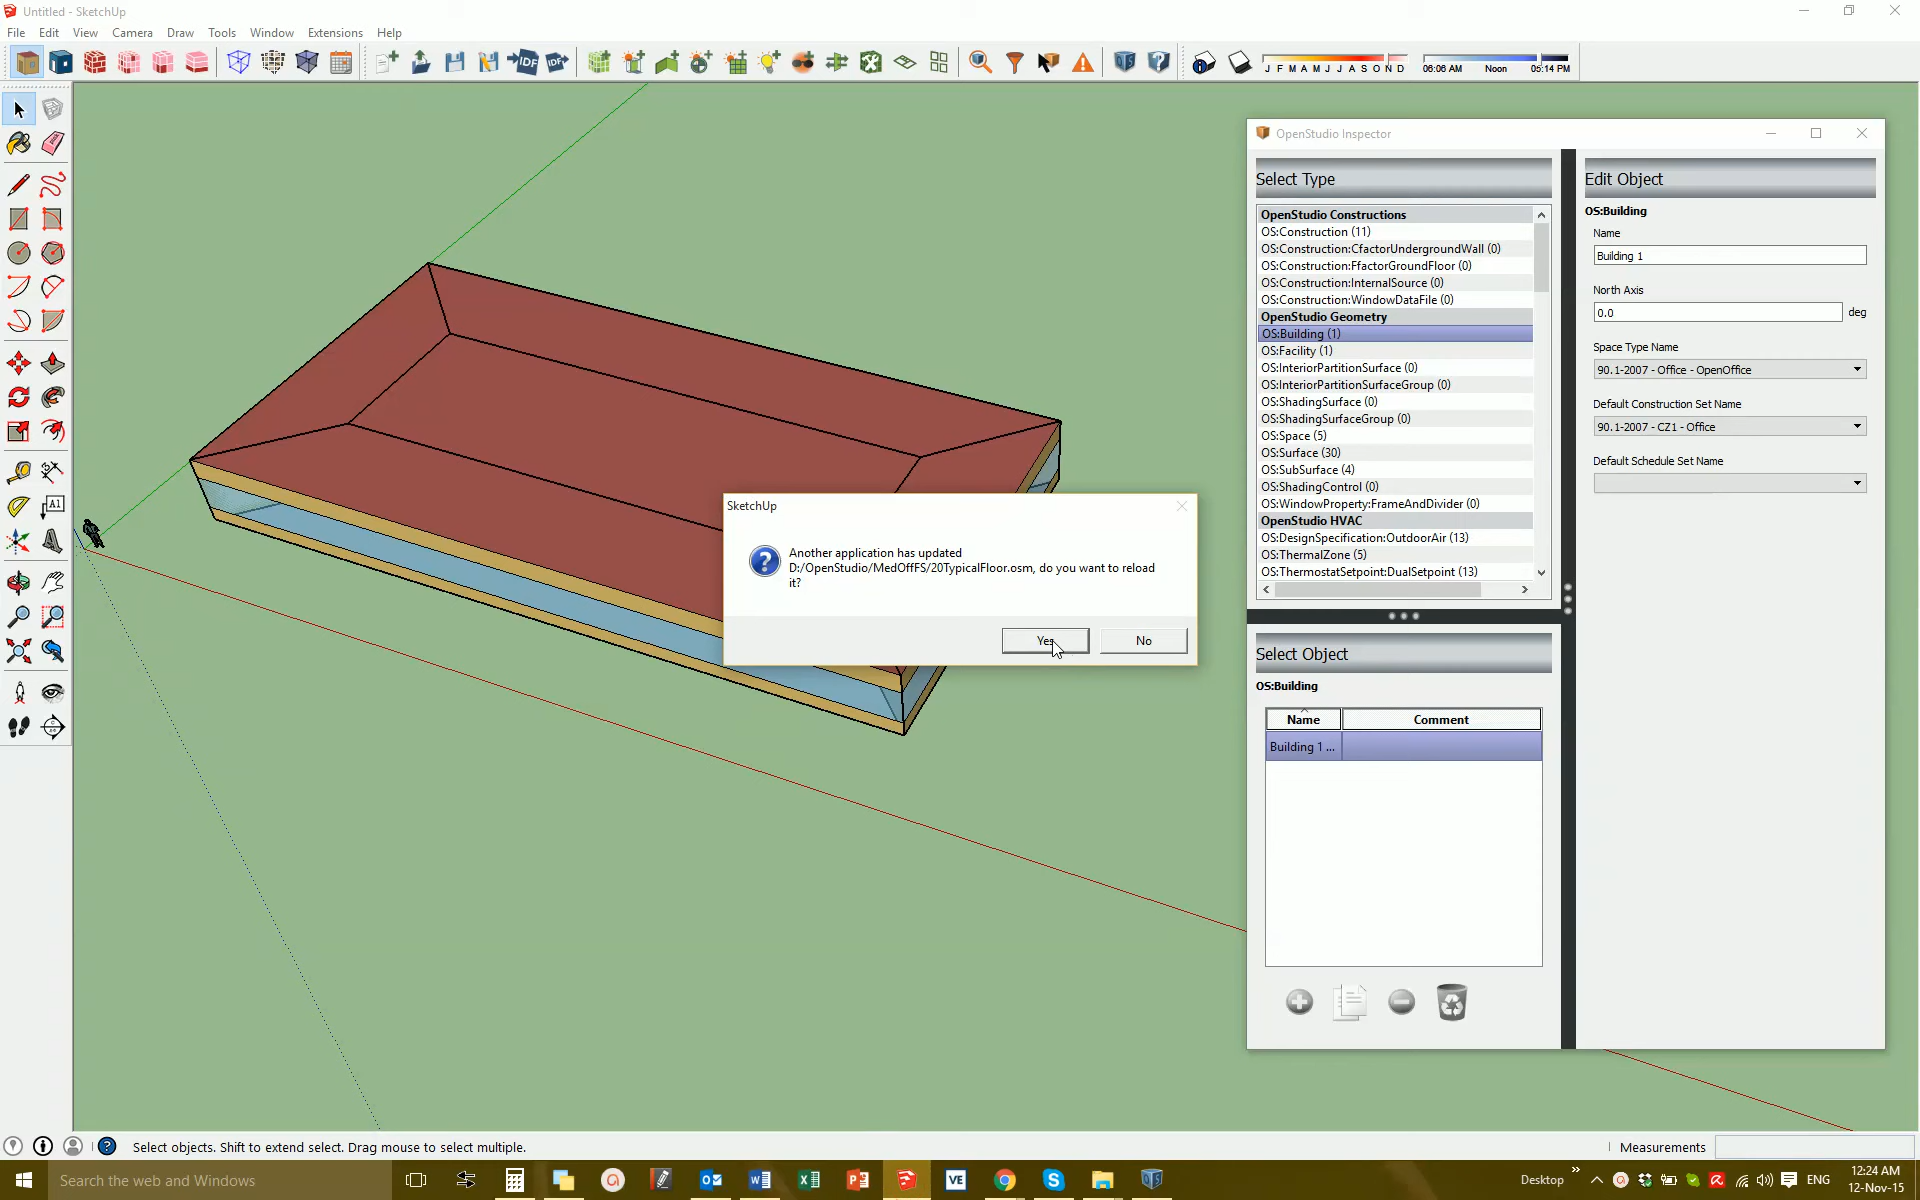 Untitled - SketchUp
File Edit View Camera Draw Tools Window Extensions Help
IDF IDF
J F M A M J J A S O N D
06:06 AM Noon 05:14 PM
A1
OpenStudio Inspector
Select Type
OpenStudio Constructions
OS:Construction (11)
OS:Construction:CfactorUndergroundWall (0)
OS:Construction:FfactorGroundFloor (0)
OS:Construction:InternalSource (0)
OS:Construction:WindowDataFile (0)
OpenStudio Geometry
OS:Building (1)
OS:Facility (1)
OS:InteriorPartitionSurface (0)
OS:InteriorPartitionSurfaceGroup (0)
OS:ShadingSurface (0)
OS:ShadingSurfaceGroup (0)
OS:Space (5)
OS:Surface (30)
OS:SubSurface (4)
OS:ShadingControl (0)
OS:WindowProperty:FrameAndDivider (0)
OpenStudio HVAC
OS:DesignSpecification:OutdoorAir (13)
OS:ThermalZone (5)
OS:ThermostatSetpoint:DualSetpoint (13)
Select Object
OS:Building
Name Comment
Building 1 ...
Edit Object
OS:Building
Name
Building 1
North Axis
0.0 deg
Space Type Name
90.1-2007 - Office - OpenOffice
Default Construction Set Name
90.1-2007 - CZ1 - Office
Default Schedule Set Name
SketchUp
Another application has updated
D:/OpenStudio/MedOffFS/20TypicalFloor.osm, do you want to reload
it?
Yes No
Select objects. Shift to extend select. Drag mouse to select multiple.
Measurements
Search the web and Windows
VE
Desktop
ENG
12:24 AM
12-Nov-15